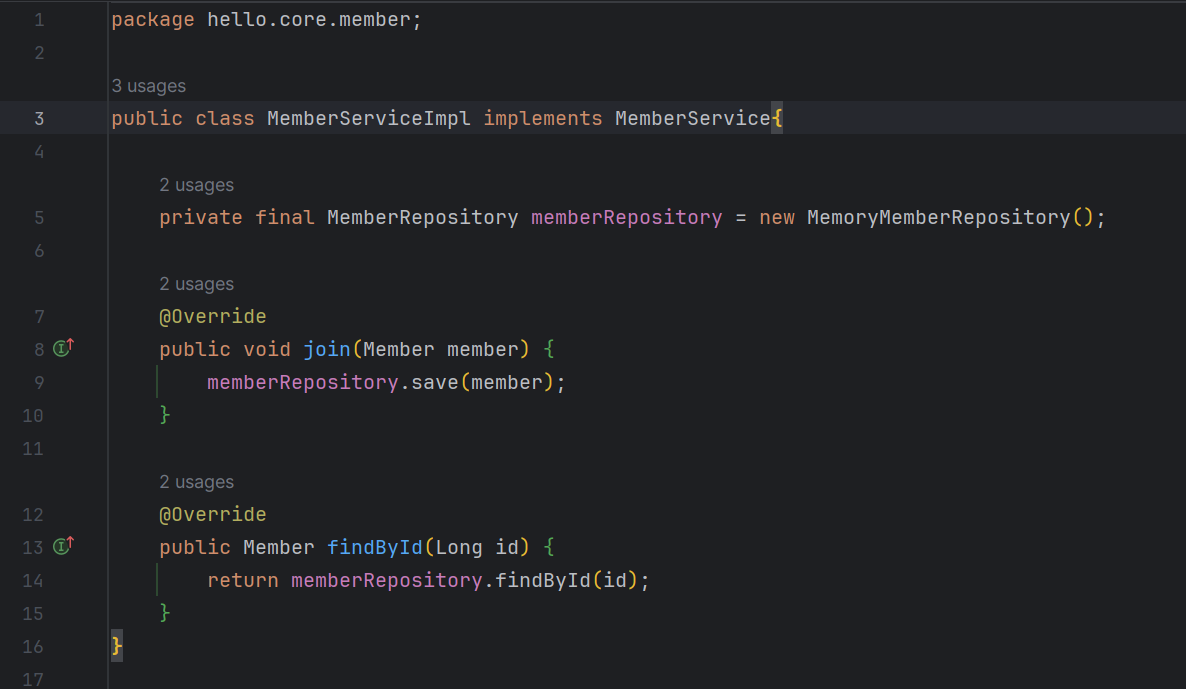 1 package hello.core.member;
2
3 usages
3 public class MemberServiceImpl implements MemberService{
4
2 usages
5 private final MemberRepository memberRepository = new MemoryMemberRepository();
6
2 usages
7 @Override
8 public void join(Member member) {
9 memberRepository.save(member);
10 }
11
2 usages
12 @Override
13 public Member findById(Long id) {
14 return memberRepository.findById(id);
15 }
16 }
17